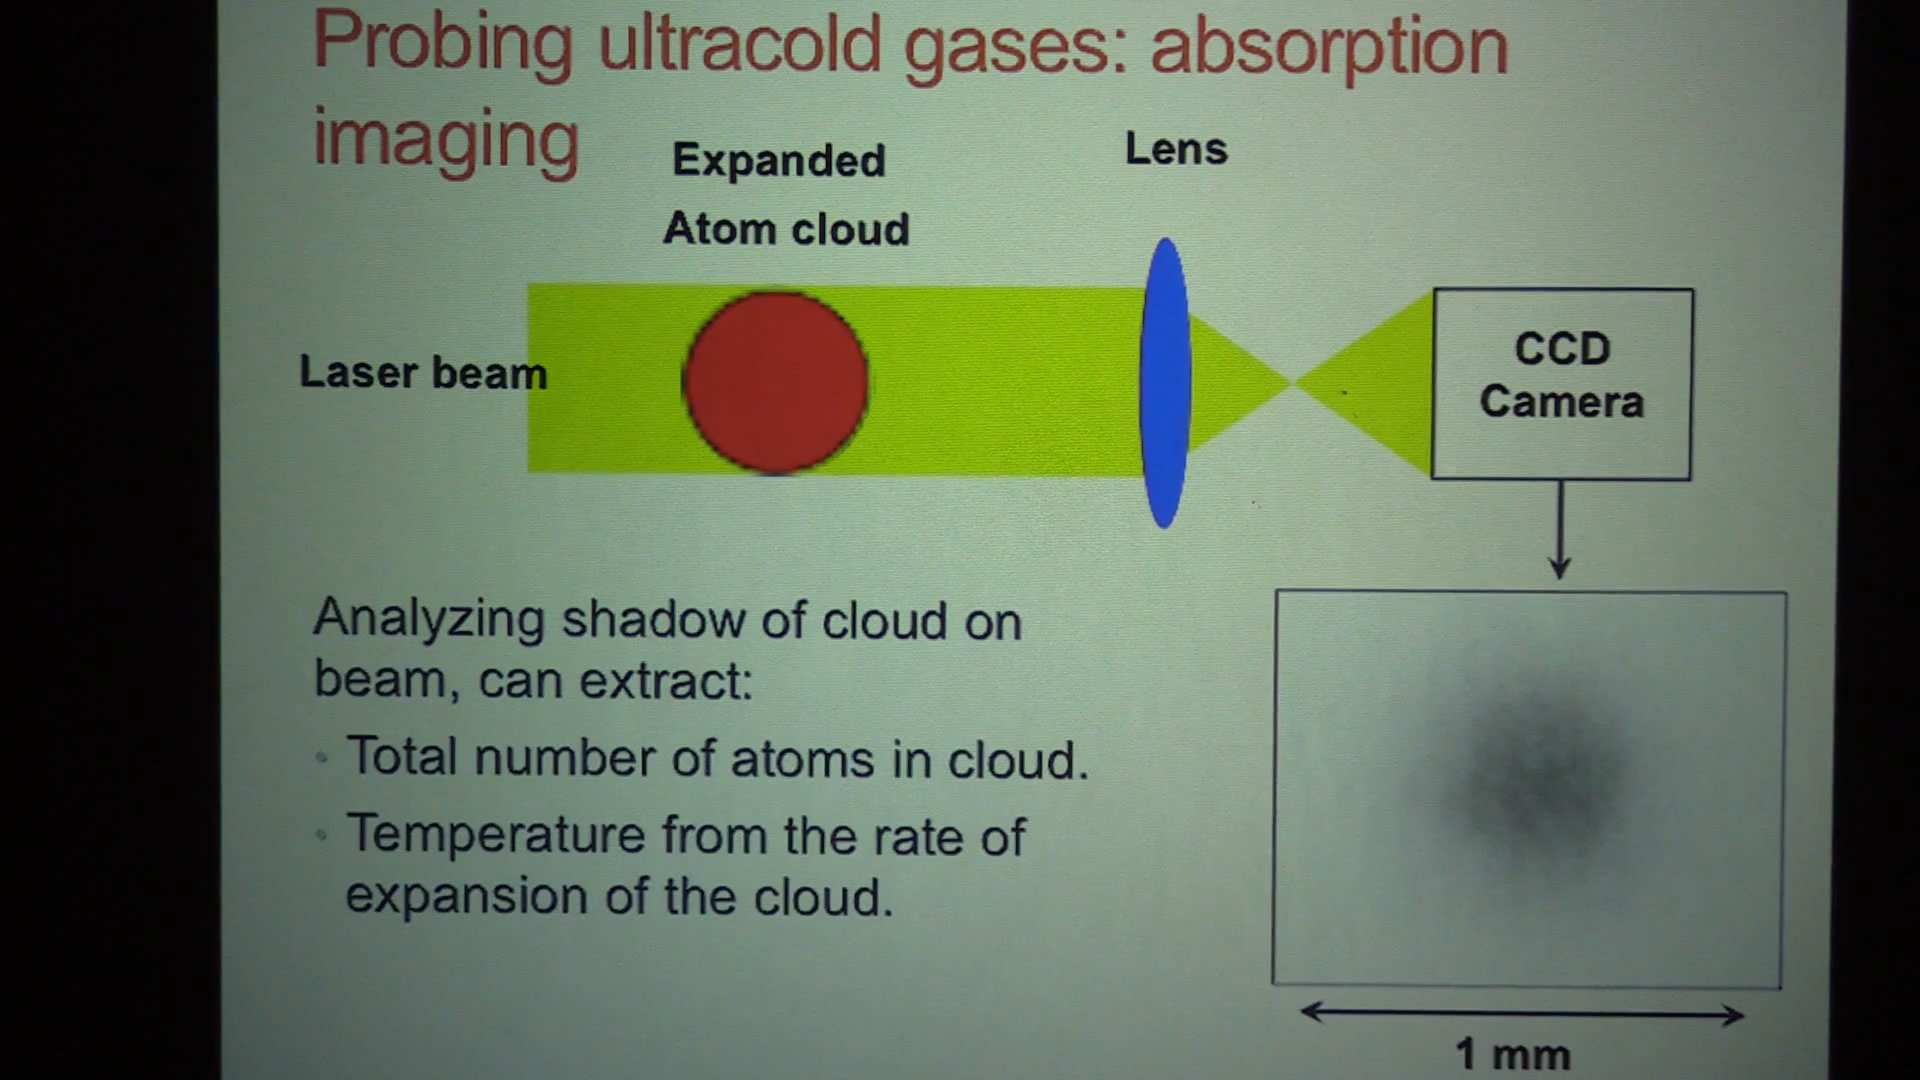 Probing ultracold gases: absorption
imaging
Expanded
Atom cloud
Lens
Laser beam
CCD
Camera
Analyzing shadow of cloud on
beam, can extract:
• Total number of atoms in cloud.
• Temperature from the rate of
expansion of the cloud.
1 mm